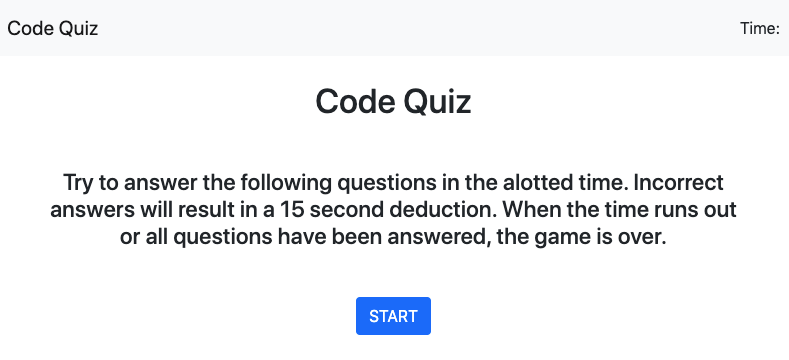 Code Quiz
Time:
Code Quiz
Try to answer the following questions in the alotted time. Incorrect
answers will result in a 15 second deduction. When the time runs out
or all questions have been answered, the game is over.
START